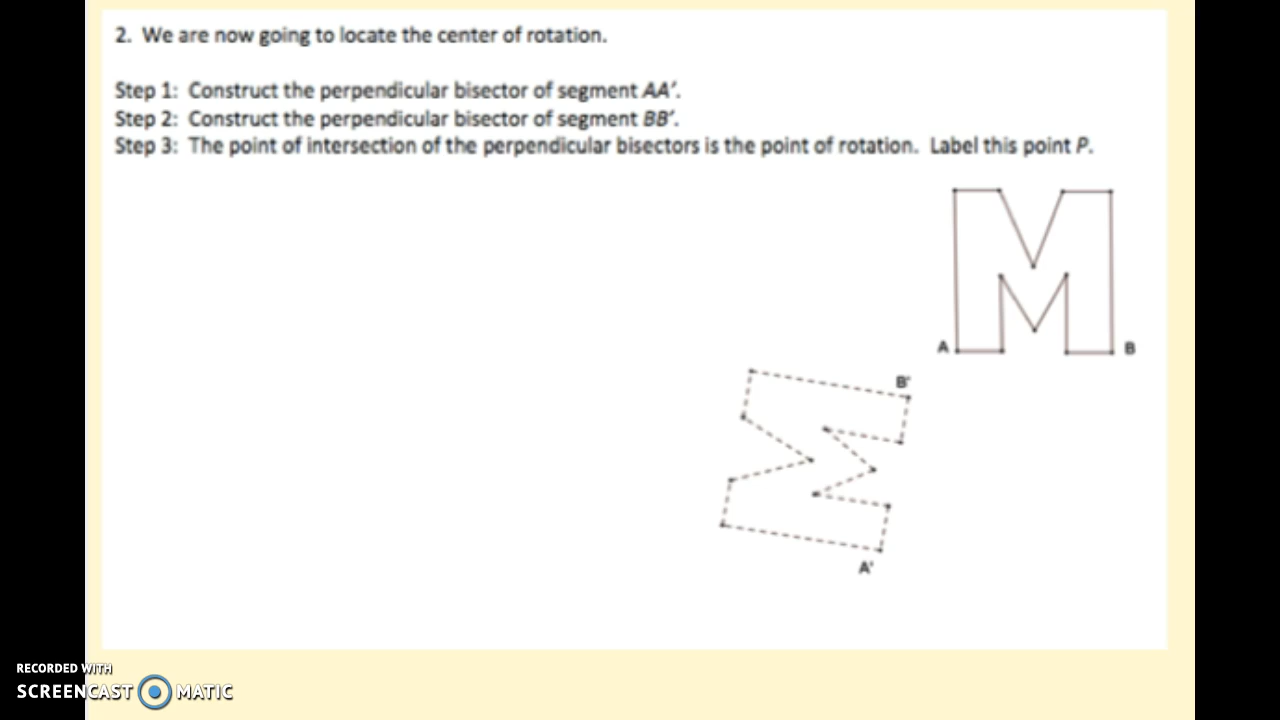 2. We are now going to locate the center of rotation.
Step 1: Construct the perpendicular bisector of segment AA'.
Step 2: Construct the perpendicular bisector of segment BB'.
Step 3: The point of intersection of the perpendicular bisectors is the point of rotation. Label this point P.
A
B
B'
A'
RECORDED WITH
SCREENCAST MATIC